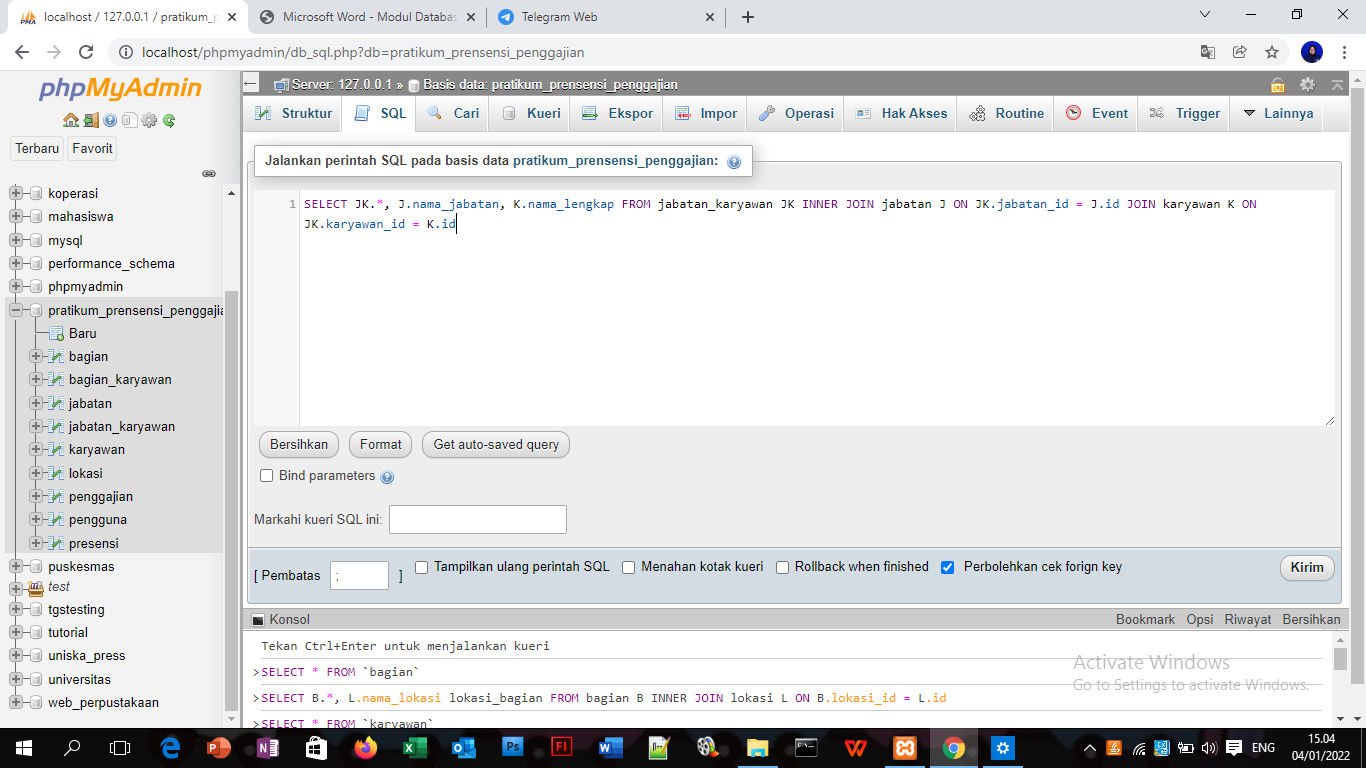 localhost / 127.0.0.1 / pratikum_p
Microsoft Word - Modul Databas
Telegram Web
localhost/phpmyadmin/db_sql.php?db=pratikum_prensensi_penggajian
phpMyAdmin
Terbaru Favorit
koperasi
mahasiswa
mysql
performance_schema
phpmyadmin
pratikum_prensensi_penggajia
Baru
bagian
bagian_karyawan
jabatan
jabatan_karyawan
karyawan
lokasi
penggajian
pengguna
presensi
puskesmas
test
tgstesting
tutorial
uniska_press
universitas
web_perpustakaan
Server: 127.0.0.1 » Basis data: pratikum_prensensi_penggajian
Struktur SQL Cari Kueri Ekspor Impor Operasi Hak Akses Routine Event Trigger Lainnya
Jalankan perintah SQL pada basis data pratikum_prensensi_penggajian:
1 SELECT JK.*, J.nama_jabatan, K.nama_lengkap FROM jabatan_karyawan JK INNER JOIN jabatan J ON JK.jabatan_id = J.id JOIN karyawan K ON
JK.karyawan_id = K.id
Bersihkan Format Get auto-saved query
Bind parameters
Markahi kueri SQL ini:
[ Pembatas ; ] Tampilkan ulang perintah SQL Menahan kotak kueri Rollback when finished Perbolehkan cek forign key Kirim
Konsol Bookmark Opsi Riwayat Bersihkan
Tekan Ctrl+Enter untuk menjalankan kueri
>SELECT * FROM `bagian`
>SELECT B.*, L.nama_lokasi lokasi_bagian FROM bagian B INNER JOIN lokasi L ON B.lokasi_id = L.id
>SELECT * FROM `karyawan`
Activate Windows
Go to Settings to activate Windows.
ENG
15.04
04/01/2022